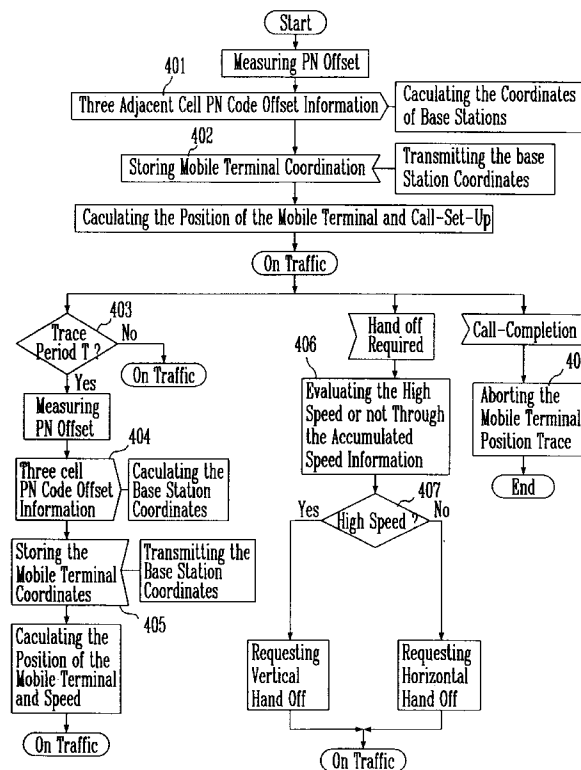 Start
Measuring PN Offset
401
Three Adjacent Cell PN Code Offset Information
Caculating the Coordinates
of Base Stations
402
Storing Mobile Terminal Coordination
Transmitting the base
Station Coordinates
Caculating the Position of the Mobile Terminal and Call-Set-Up
On Traffic
403
Trace
Period T ?
No
Yes
On Traffic
Measuring
PN Offset
404
Three cell
PN Code Offset
Information
Caculating the
Base Station
Coordinates
Storing the
Mobile Terminal
Coordinates
Transmitting the
Base Station
Coordinates
405
Caculating the
Position of the
Mobile Terminal
and Speed
On Traffic
Hand off
Required
406
Evaluating the High
Speed or not Through
the Accumulated
Speed Information
407
Yes
High Speed ?
No
Requesting
Vertical
Hand Off
Requesting
Horizontal
Hand Off
On Traffic
Call-Completion
40
Aborting the
Mobile Terminal
Position Trace
End